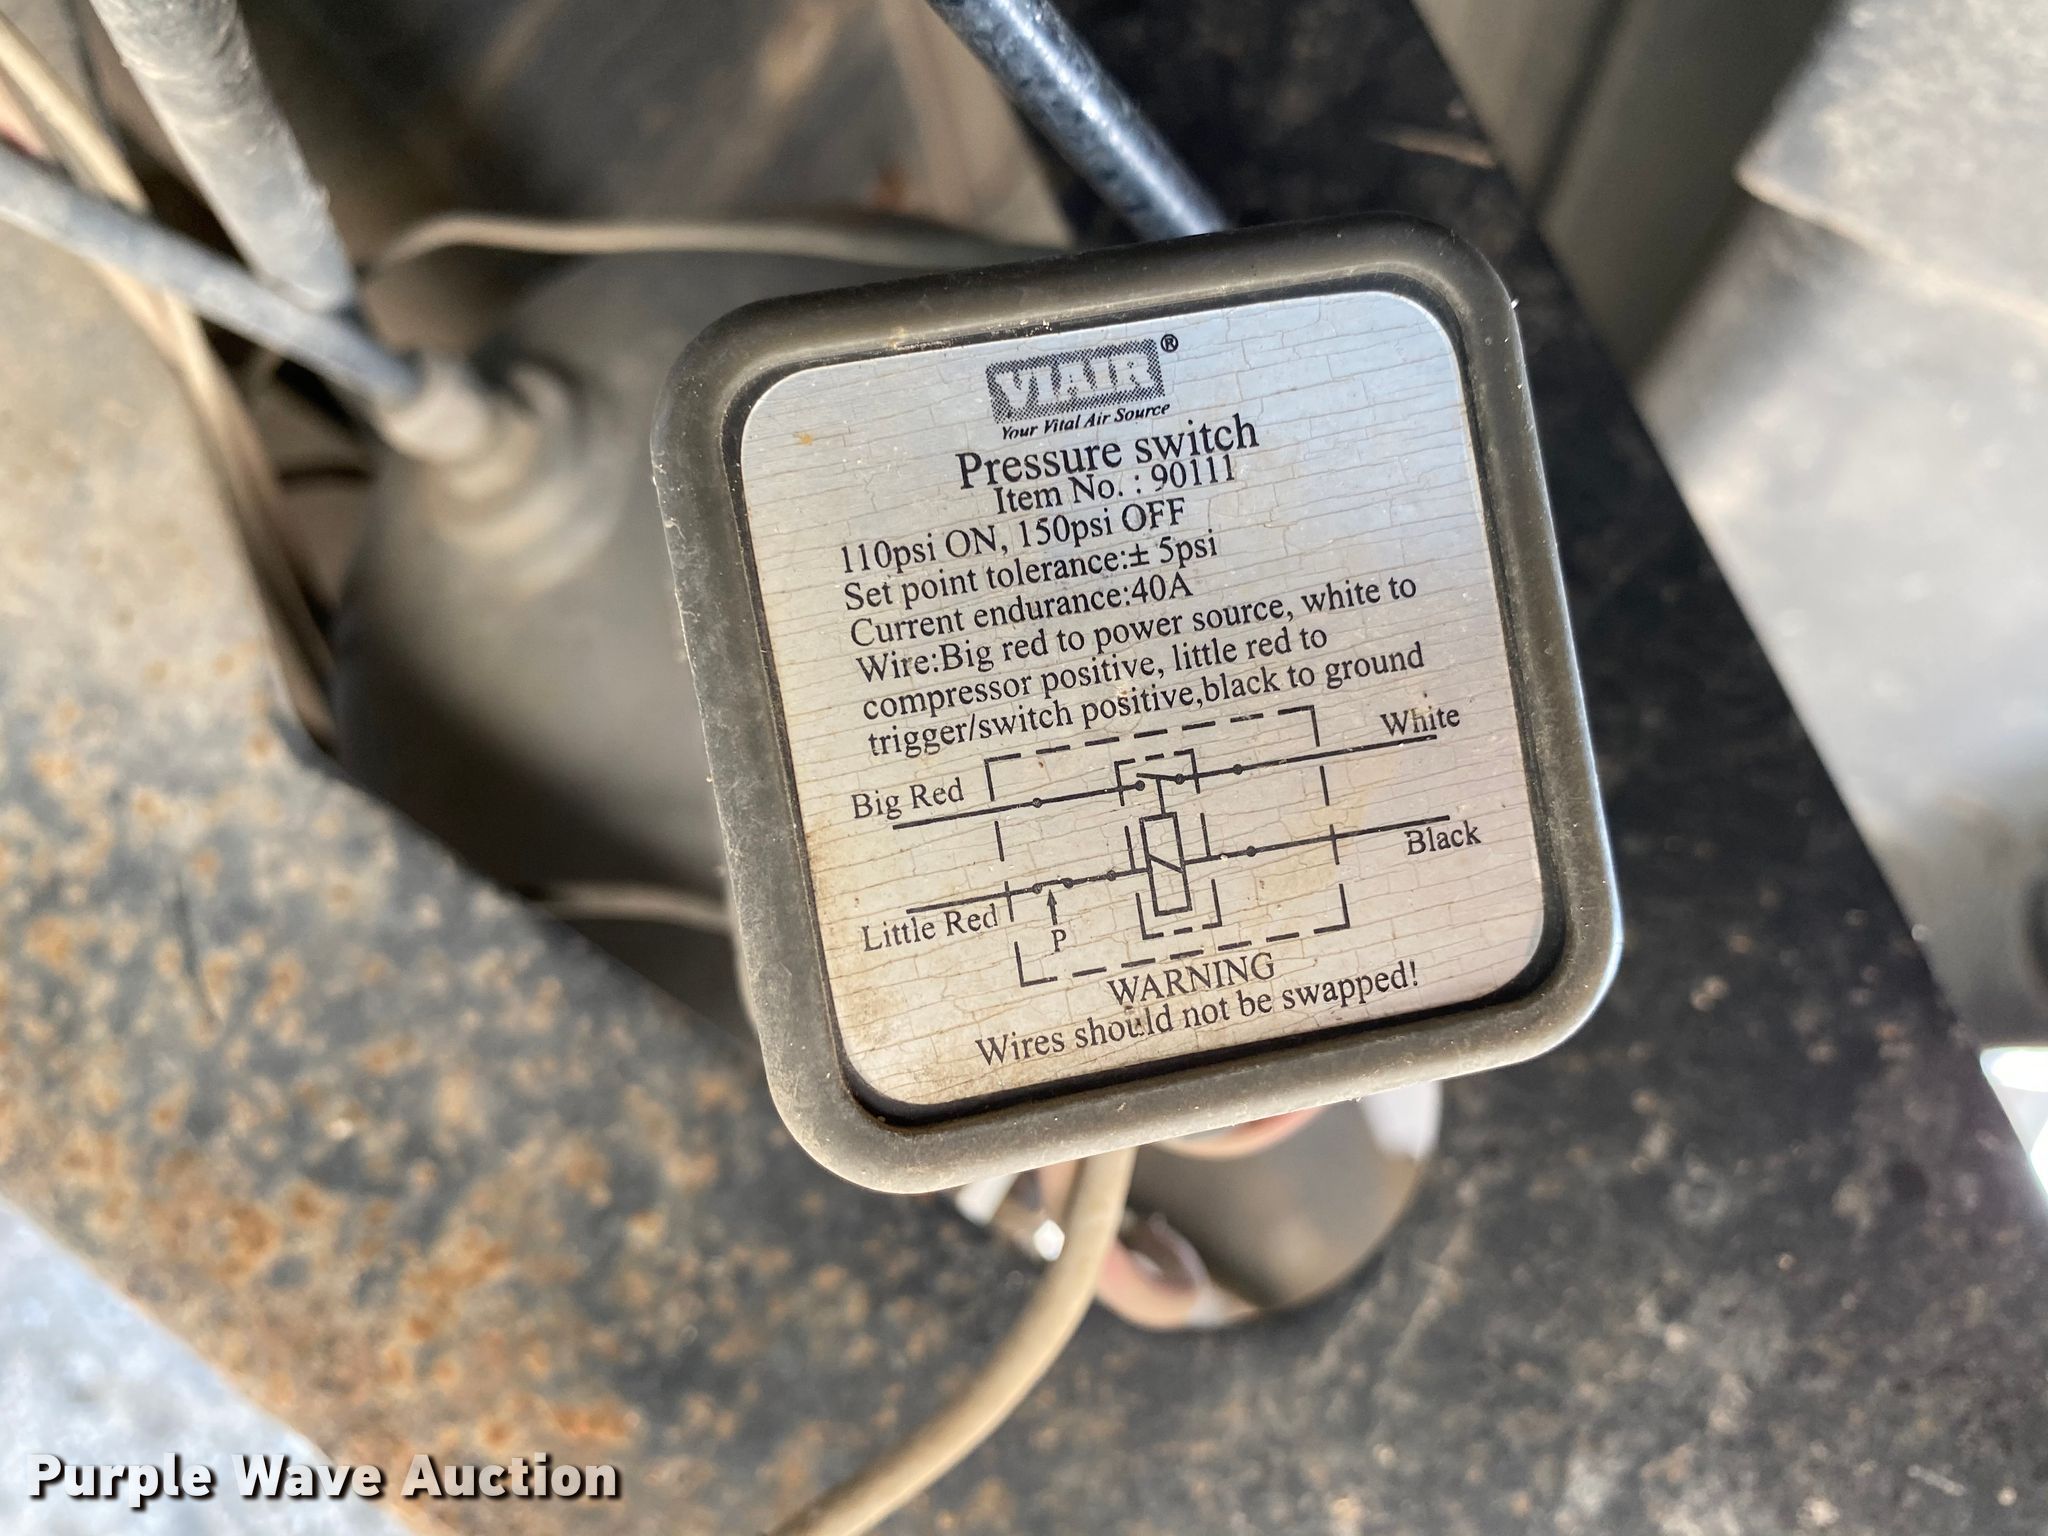 VIAIR®
Your Vital Air Source
Pressure switch
Item No. : 90111
110psi ON, 150psi OFF
Set point tolerance:± 5psi
Current endurance:40A
Wire:Big red to power source, white to
compressor positive, little red to
trigger/switch positive,black to ground
White
Big Red
Black
Little Red
P
WARNING
Wires should not be swapped!
Purple Wave Auction